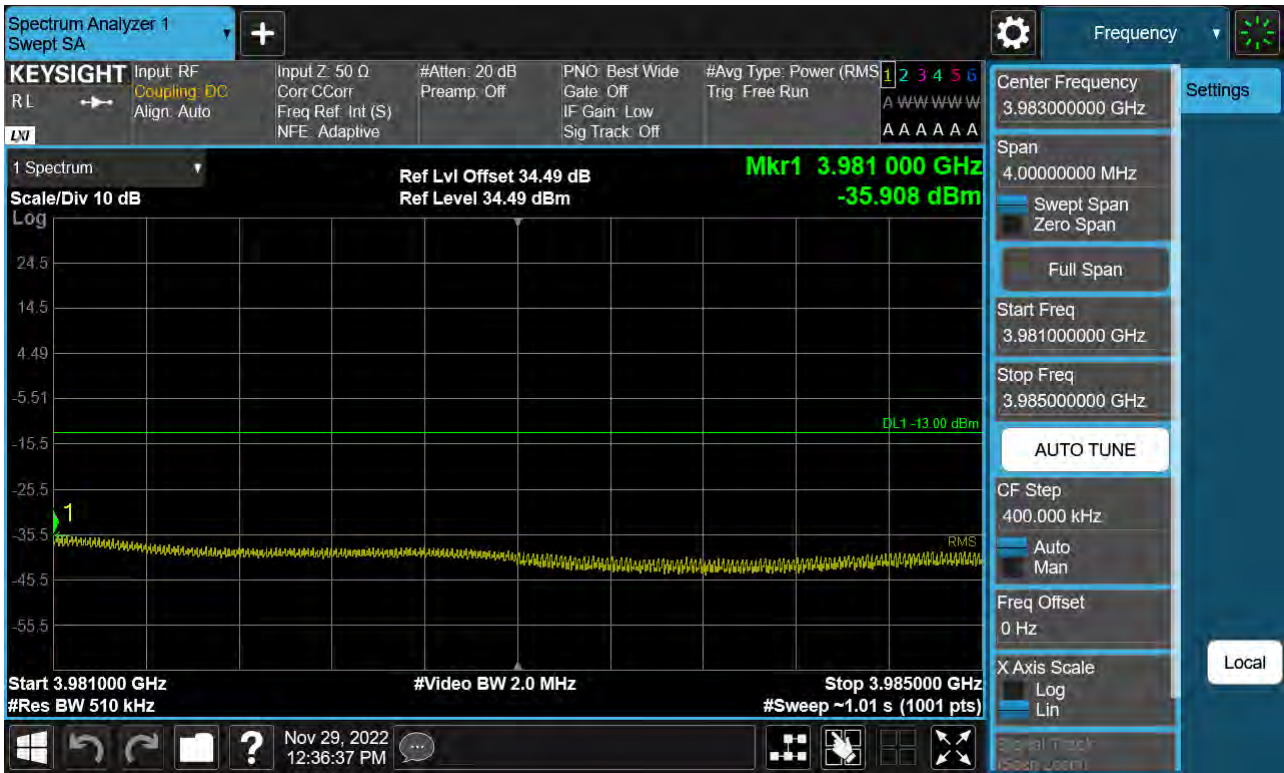 Spectrum Analyzer 1
Swept SA
+
Frequency
KEYSIGHT
RL
LXI
Input: RF
Coupling: DC
Align: Auto
Input Z: 50 Ω
Corr CCorr
Freq Ref: Int (S)
NFE: Adaptive
#Atten: 20 dB
Preamp: Off
PNO: Best Wide
Gate: Off
IF Gain: Low
Sig Track: Off
#Avg Type: Power (RMS
Trig: Free Run
1 2 3 4 5 6
A W W W W W
A A A A A A
1 Spectrum
Scale/Div 10 dB
Ref Lvl Offset 34.49 dB
Ref Level 34.49 dBm
Mkr1 3.981 000 GHz
-35.908 dBm
Log
24.5
14.5
4.49
-5.51
-15.5
-25.5
-35.5
-45.5
-55.5
DL1 -13.00 dBm
1
RMS
Start 3.981000 GHz
#Res BW 510 kHz
#Video BW 2.0 MHz
Stop 3.985000 GHz
#Sweep ~1.01 s (1001 pts)
Center Frequency
3.983000000 GHz
Span
4.00000000 MHz
Swept Span
Zero Span
Full Span
Start Freq
3.981000000 GHz
Stop Freq
3.985000000 GHz
AUTO TUNE
CF Step
400.000 kHz
Auto
Man
Freq Offset
0 Hz
X Axis Scale
Log
Lin
Signal Track
(Span Zoom)
Settings
Local
?
Nov 29, 2022
12:36:37 PM